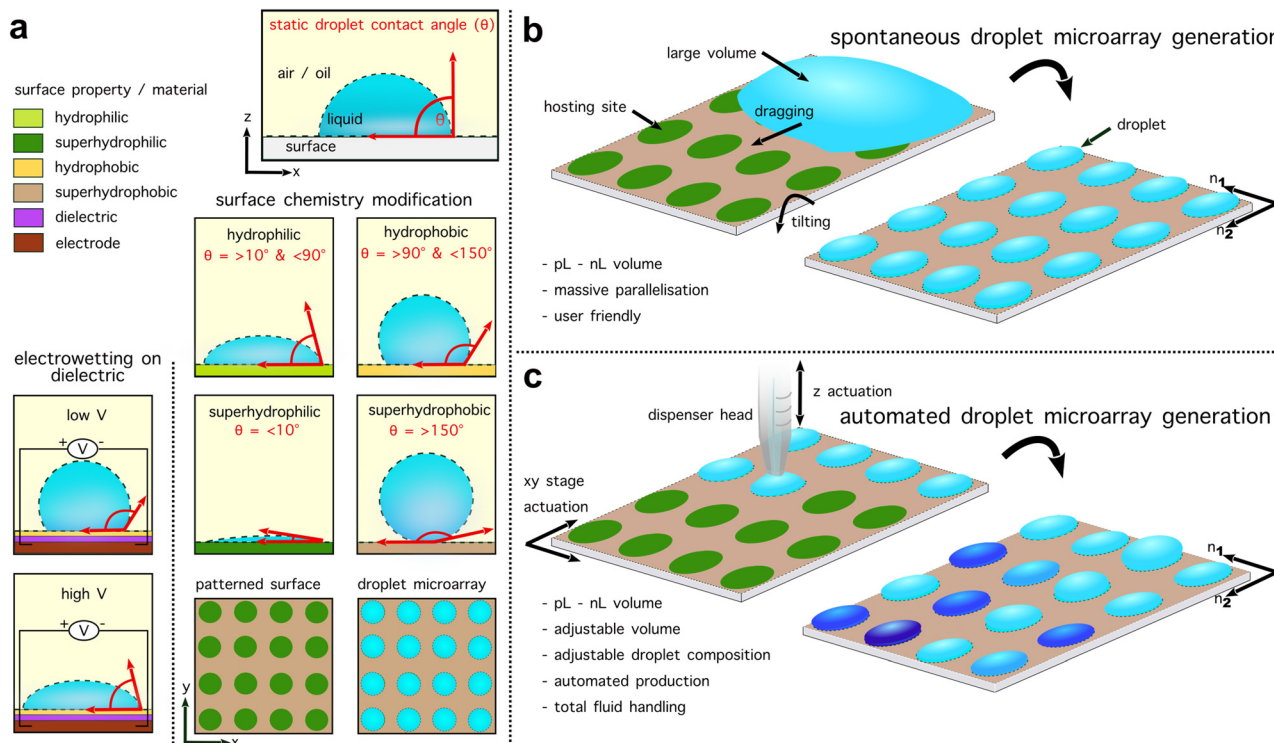 a
static droplet contact angle (θ)
air / oil
liquid
θ
surface
z
x
surface property / material
hydrophilic
superhydrophilic
hydrophobic
superhydrophobic
dielectric
electrode
surface chemistry modification
hydrophilic
θ = >10° & <90°
hydrophobic
θ = >90° & <150°
superhydrophilic
θ = <10°
superhydrophobic
θ = >150°
electrowetting on
dielectric
low V
+ V -
high V
+ V -
patterned surface
droplet microarray
y
x
b
spontaneous droplet microarray generation
large volume
hosting site
dragging
tilting
droplet
n1
n2
- pL - nL volume
- massive parallelisation
- user friendly
c
automated droplet microarray generation
z actuation
dispenser head
xy stage
actuation
n1
n2
- pL - nL volume
- adjustable volume
- adjustable droplet composition
- automated production
- total fluid handling